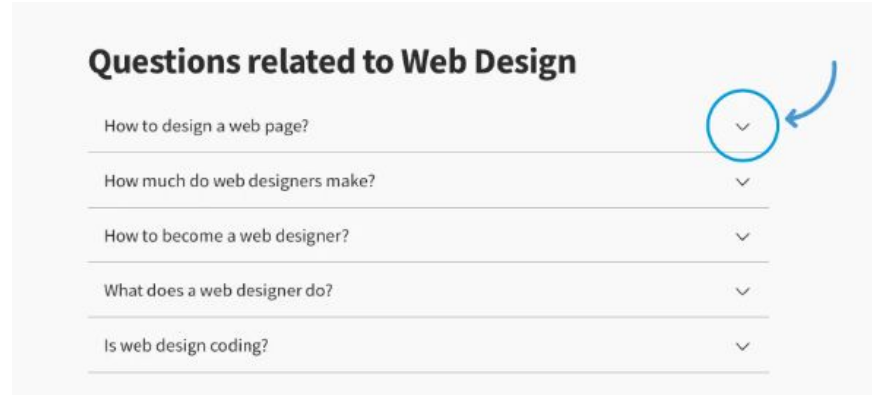 Questions related to Web Design
How to design a web page?
How much do web designers make?
How to become a web designer?
What does a web designer do?
Is web design coding?